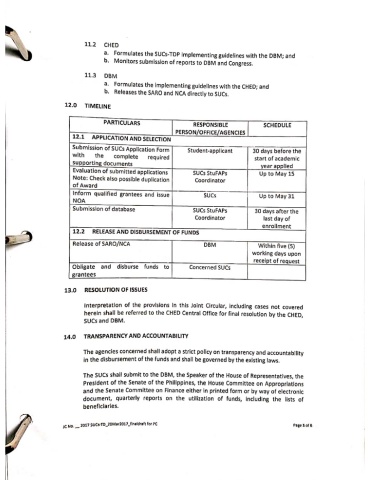 11.2 CHED
a. Formulates the SUCs-TDP implementing guidelines with the DBM; and
b. Monitors submission of reports to DBM and Congress.
11.3 DBM
a. Formulates the implementing guidelines with the CHED; and
b. Releases the SARO and NCA directly to SUCs.
12.0 TIMELINE
PARTICULARS RESPONSIBLE SCHEDULE
PERSON/OFFICE/AGENCIES
12.1 APPLICATION AND SELECTION
Submission of SUCs Application Form Student-applicant 30 days before the
with the complete required start of academic
supporting documents year applied
Evaluation of submitted applications SUCs StuFAPs Up to May 15
Note: Check also possible duplication Coordinator
of Award
Inform qualified grantees and issue SUCs Up to May 31
NOA
Submission of database SUCs StuFAPs 30 days after the
Coordinator last day of
enrollment
12.2 RELEASE AND DISBURSEMENT OF FUNDS
Release of SARO/NCA DBM Within five (5)
working days upon
receipt of request
Obligate and disburse funds to Concerned SUCs
grantees
13.0 RESOLUTION OF ISSUES
Interpretation of the provisions in this Joint Circular, including cases not covered
herein shall be referred to the CHED Central Office for final resolution by the CHED,
SUCs and DBM.
14.0 TRANSPARENCY AND ACCOUNTABILITY
The agencies concerned shall adopt a strict policy on transparency and accountability
in the disbursement of the funds and shall be governed by the existing laws.
The SUCs shall submit to the DBM, the Speaker of the House of Representatives, the
President of the Senate of the Philippines, the House Committee on Appropriations
and the Senate Committee on Finance either in printed form or by way of electronic
document, quarterly reports on the utilization of funds, including the lists of
beneficiaries.
JC No. __ 2017 SUCs-TD_20Mar2017_finaldraft for PC Page 5 of 6